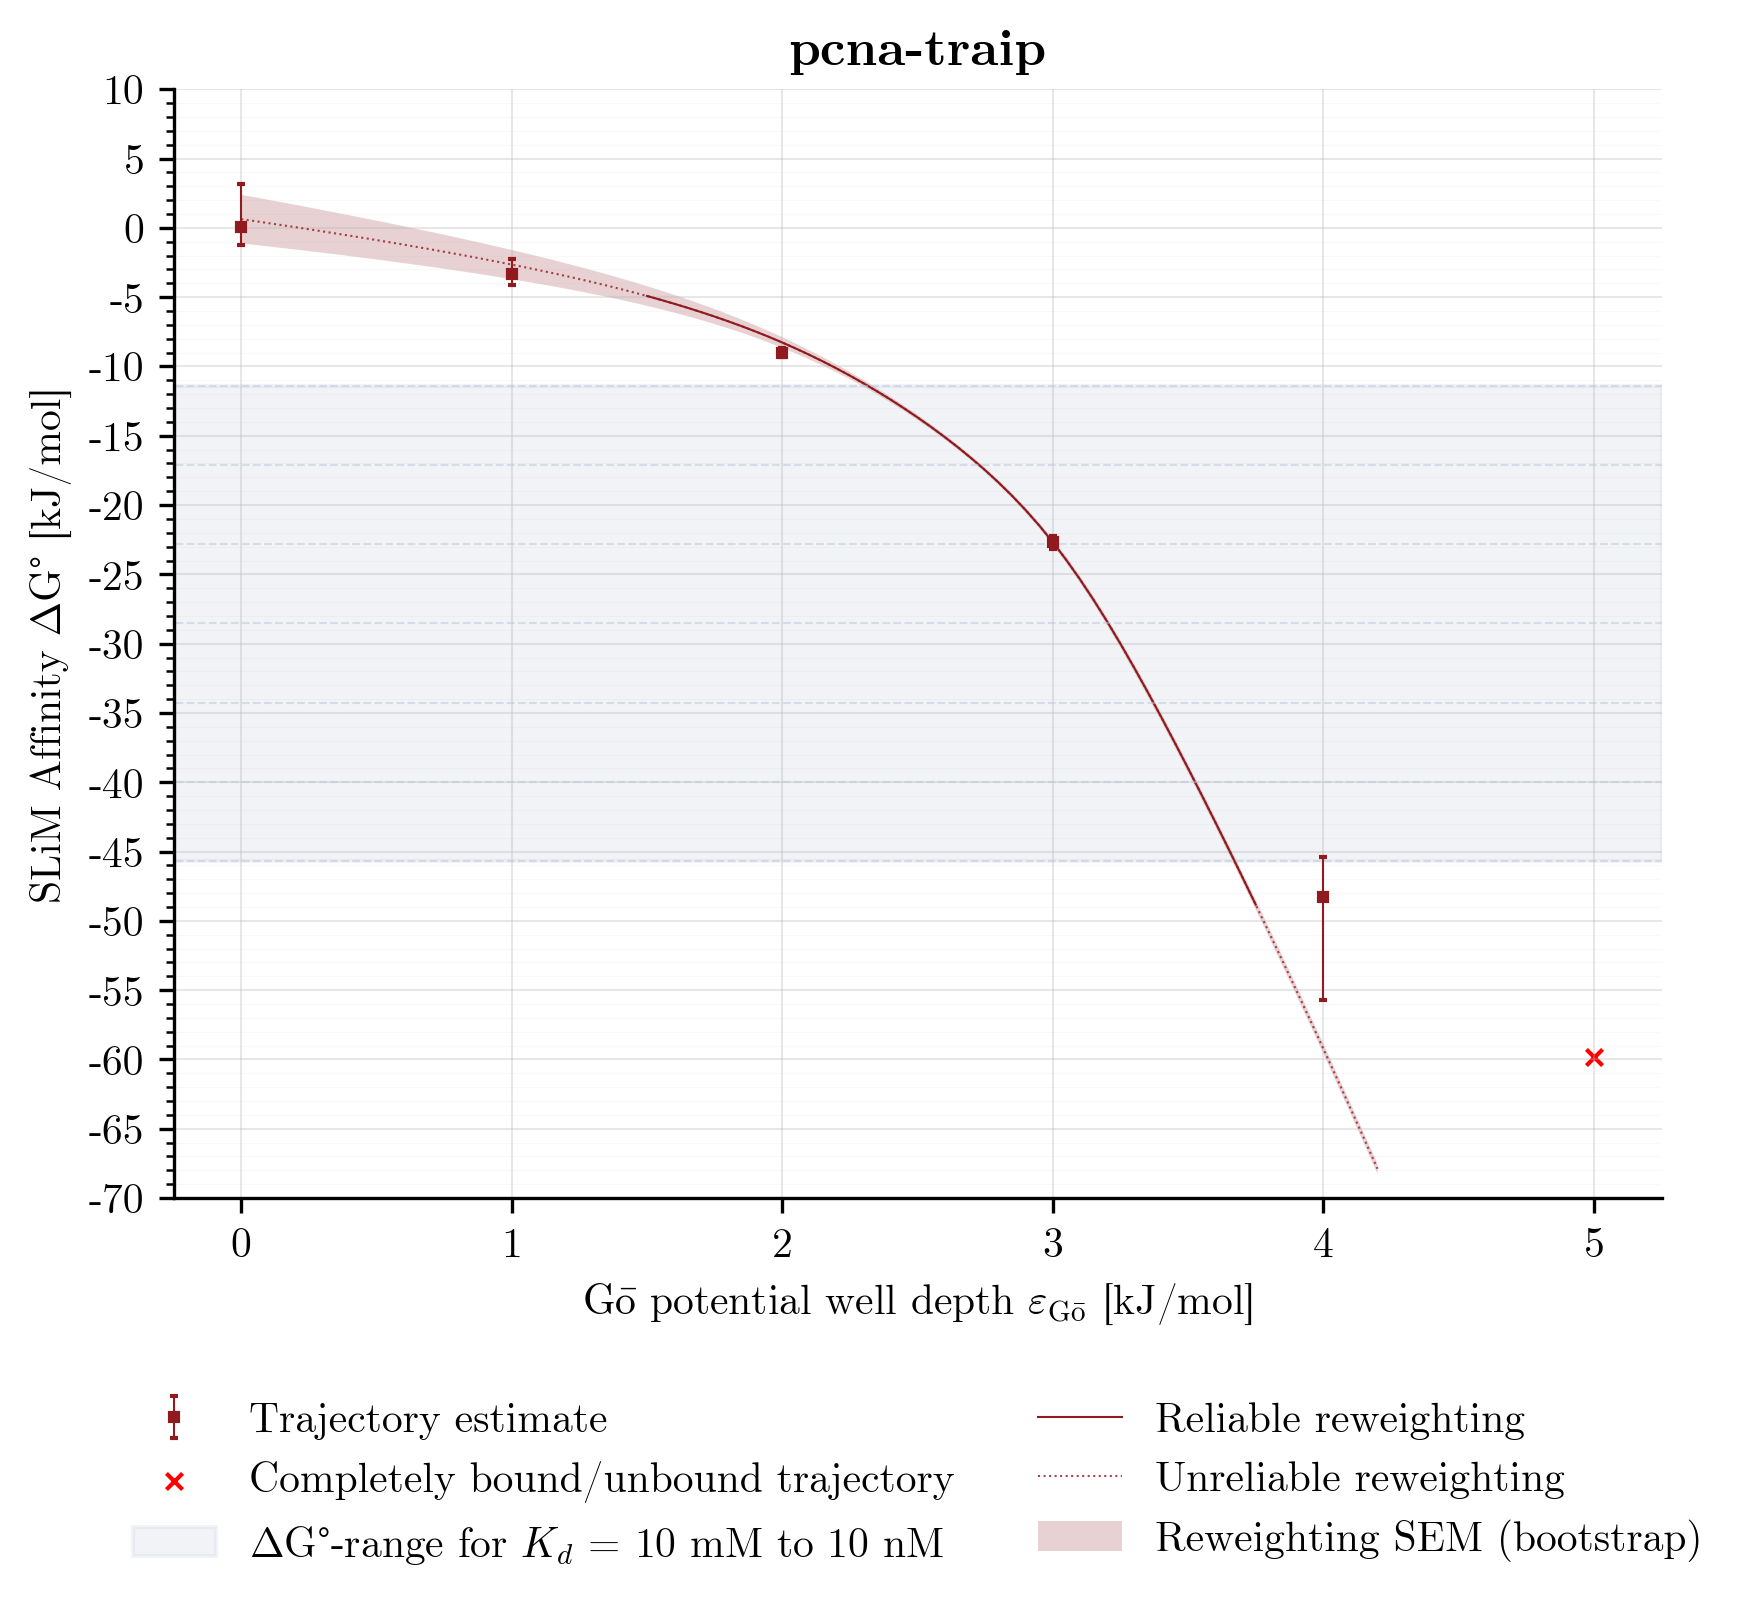 pcna-traip
10
5
0
-5
-10
-15
-20
-25
-30
-35
-40
-45
-50
-55
-60
-65
-70
SLiM Affinity ΔG° [kJ/mol]
0 1 2 3 4 5
Gō potential well depth ε_Gō [kJ/mol]
Trajectory estimate
Completely bound/unbound trajectory
ΔG°-range for K_d = 10 mM to 10 nM
Reliable reweighting
Unreliable reweighting
Reweighting SEM (bootstrap)